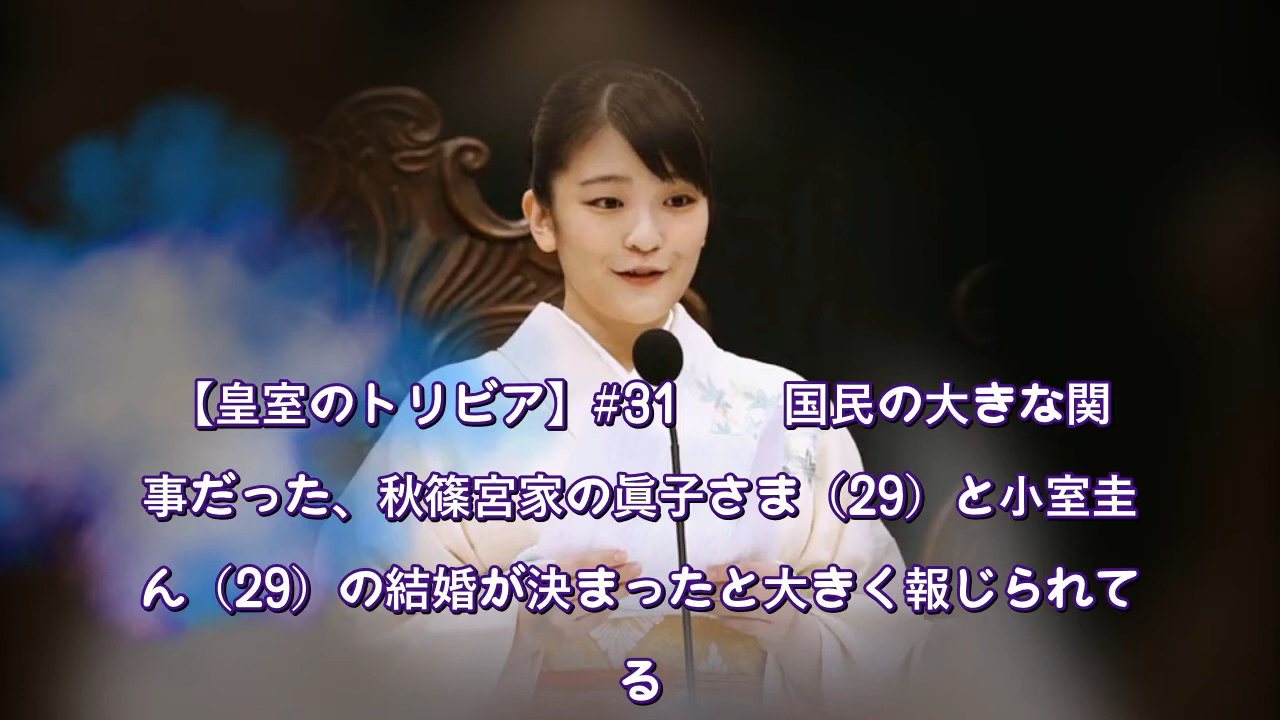 【皇室のトリビア】#31　　国民の大きな関
事だった、秋篠宮家の眞子さま（29）と小室圭
ん（29）の結婚が決まったと大きく報じられて
る